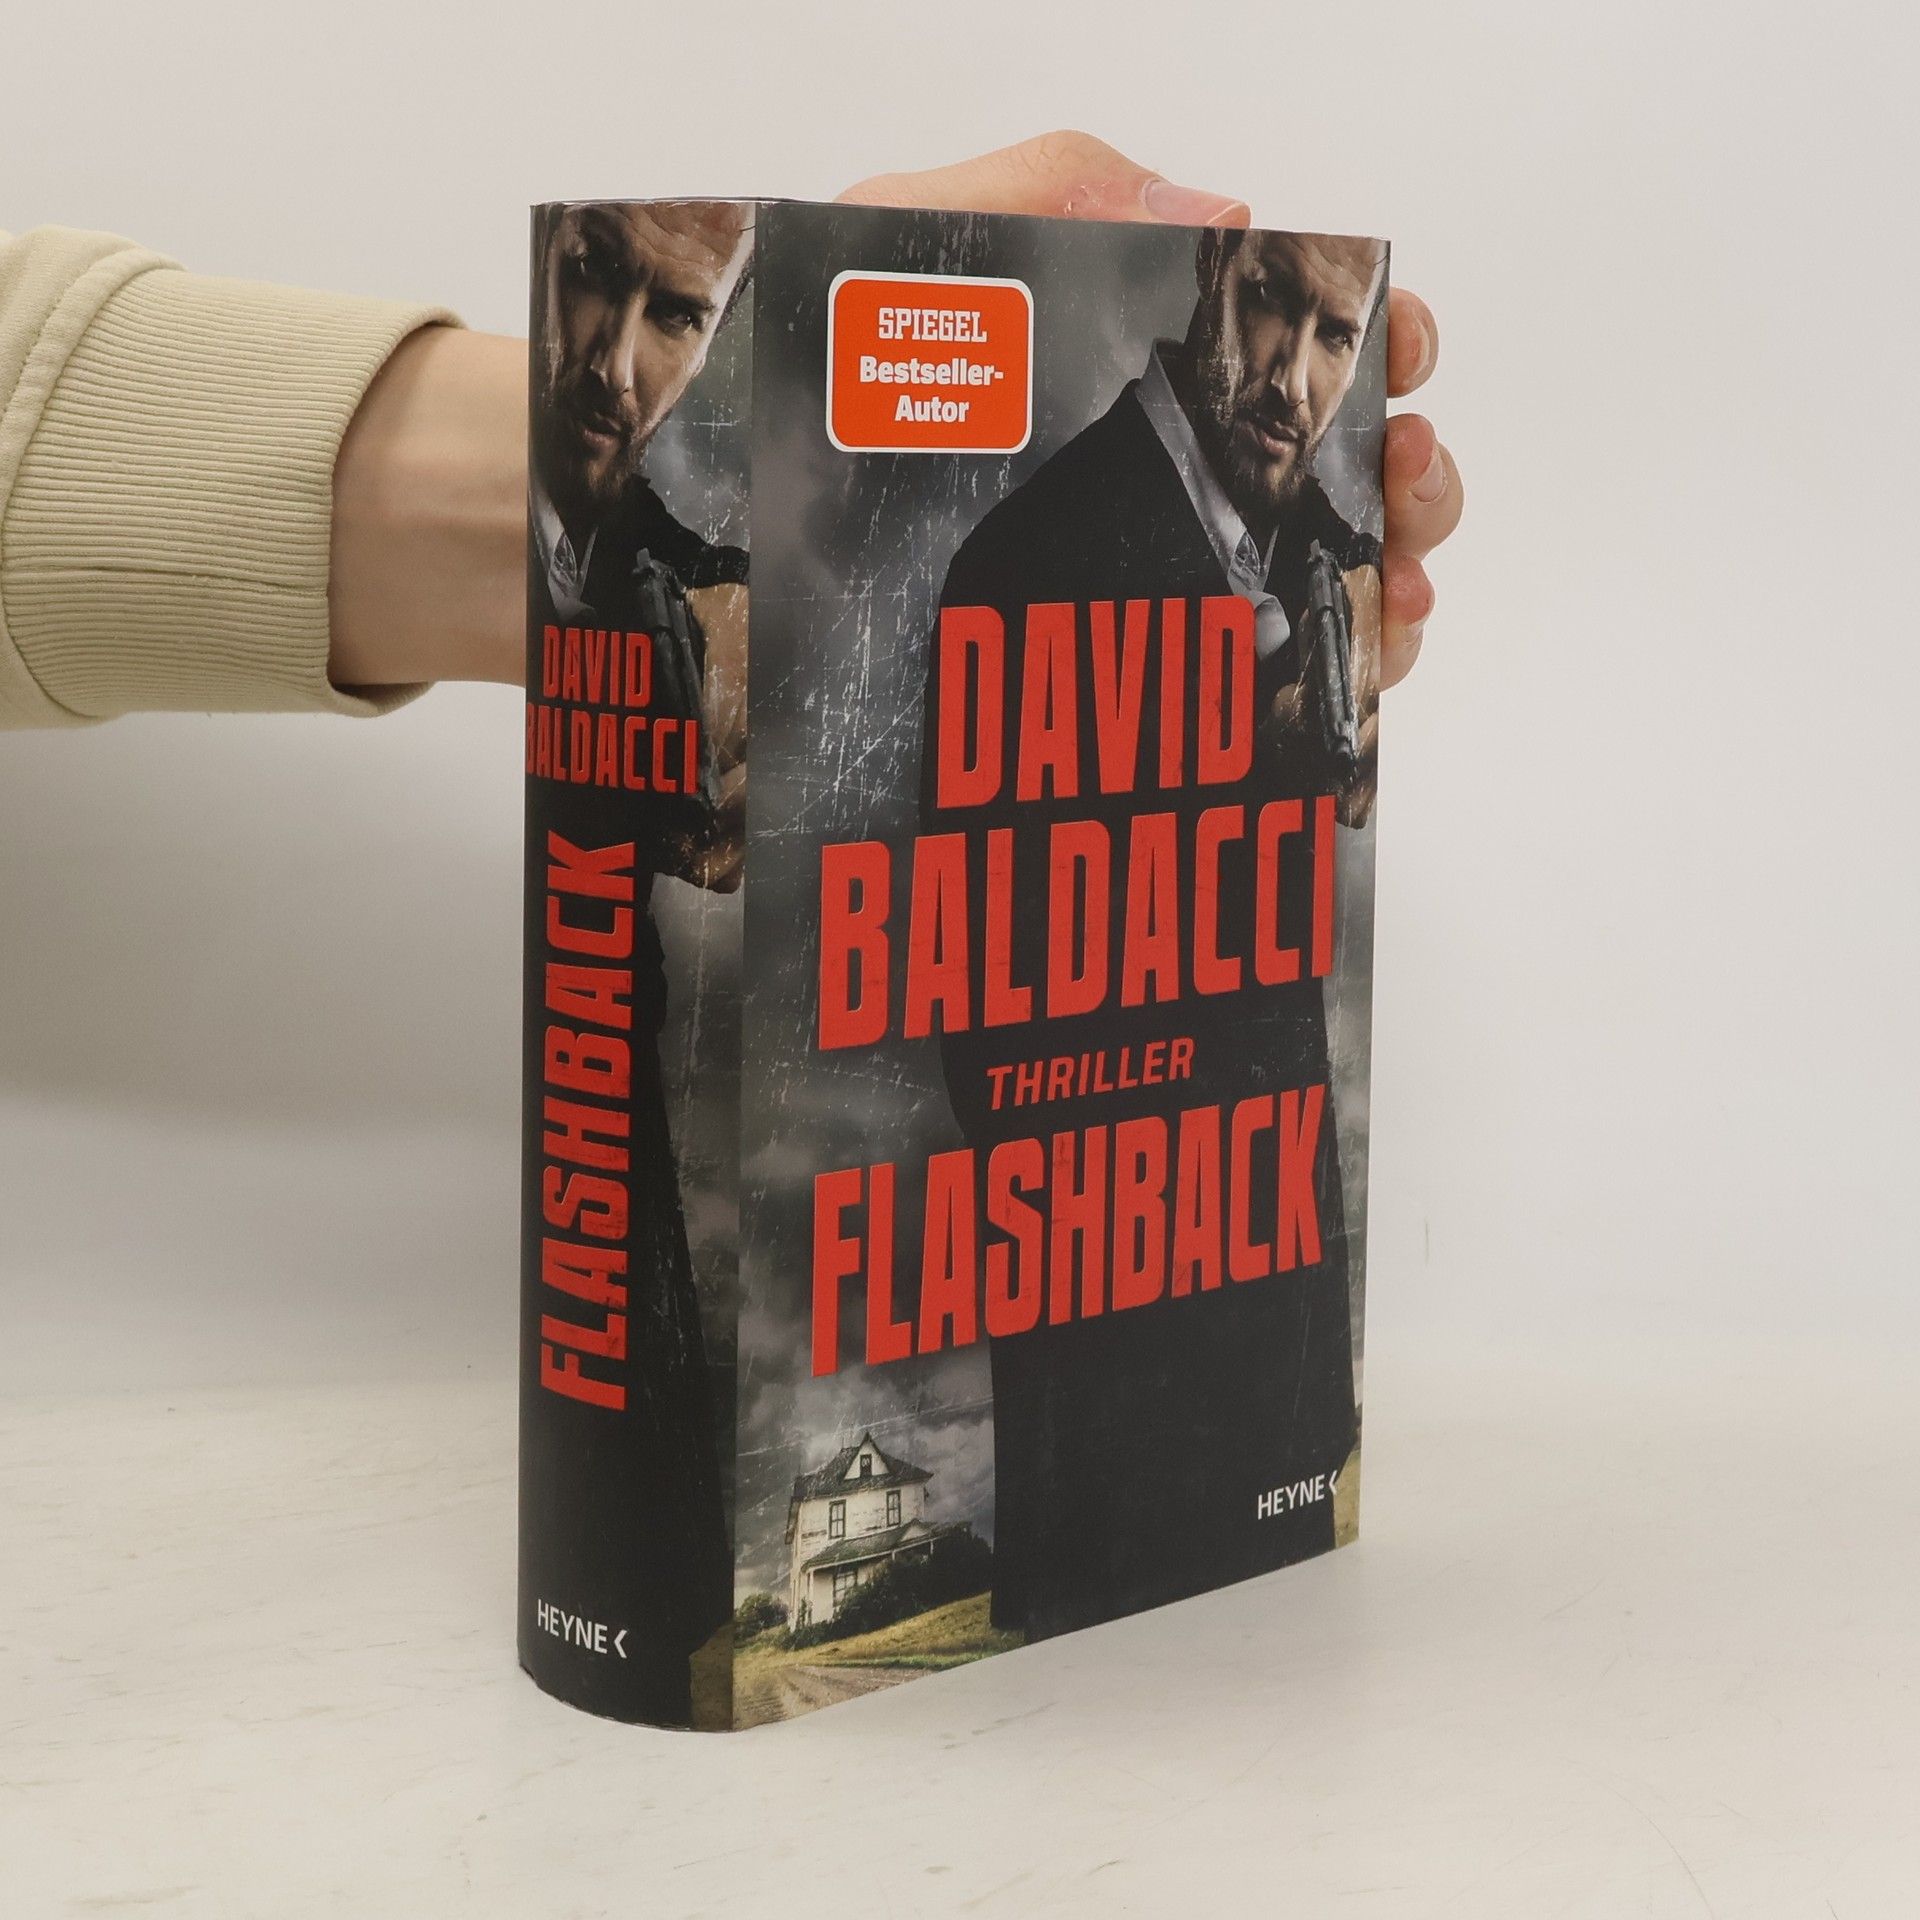 DAVID
BALDACCI
FLASHBACK
HEYNE
SPIEGEL
Bestseller-
Autor
DAVID
BALDACCI
THRILLER
FLASHBACK
HEYNE